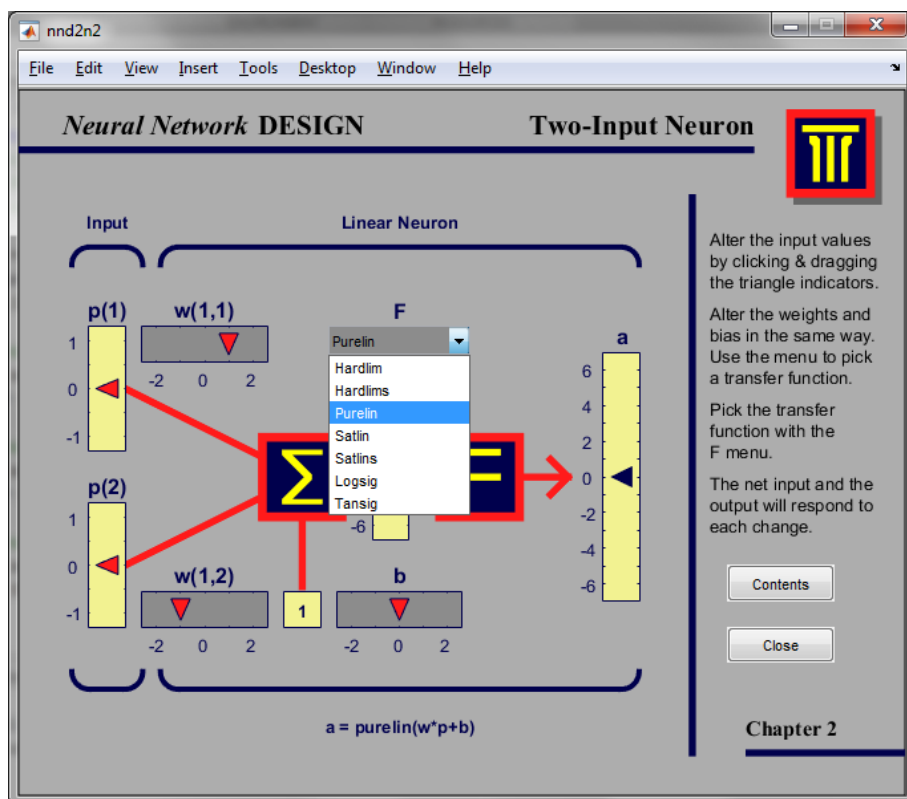 nnd2n2
File Edit View Insert Tools Desktop Window Help
Neural Network DESIGN
Two-Input Neuron
Input
Linear Neuron
p(1)
1
0
-1
w(1,1)
-2 0 2
F
Purelin
Hardlim
Hardlims
Purelin
Satlin
Satlins
Logsig
Tansig
-6
a
6
4
2
0
-2
-4
-6
Σ
p(2)
1
0
-1
w(1,2)
-2 0 2
1
b
-2 0 2
a = purelin(w*p+b)
Alter the input values
by clicking & dragging
the triangle indicators.
Alter the weights and
bias in the same way.
Use the menu to pick
a transfer function.
Pick the transfer
function with the
F menu.
The net input and the
output will respond to
each change.
Contents
Close
Chapter 2